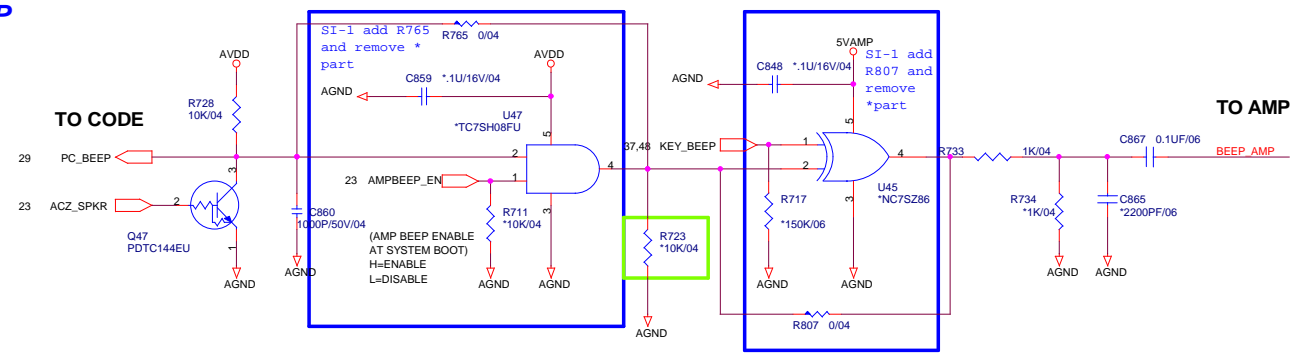 SI-1 add R765
and remove *
part
R765 0/04
AVDD
AVDD
C859 *.1U/16V/04
AGND
U47
*TC7SH08FU
5VAMP
SI-1 add
R807 and
remove
*part
C848 *.1U/16V/04
AGND
R728
10K/04
TO CODE
TO AMP
29 PC_BEEP
23 ACZ_SPKR
3
2
1
Q47
PDTC144EU
AGND
C860
1000P/50V/04
AGND
23 AMPBEEP_EN
2
1
5
4
3
R711
*10K/04
AGND
AGND
(AMP BEEP ENABLE
AT SYSTEM BOOT)
H=ENABLE
L=DISABLE
R723
*10K/04
AGND
37,48 KEY_BEEP
1
2
5
4
3
U45
*NC7SZ86
R717
*150K/06
AGND
AGND
R807 0/04
R733 1K/04
R734
*1K/04
AGND
C867 0.1UF/06
BEEP_AMP
C865
*2200PF/06
AGND